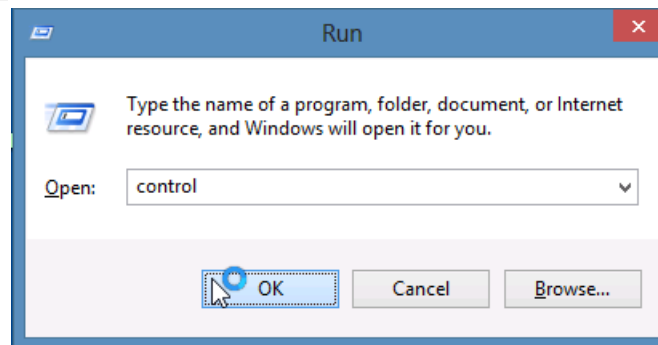 Run
Type the name of a program, folder, document, or Internet
resource, and Windows will open it for you.
Open: control
OK Cancel Browse...